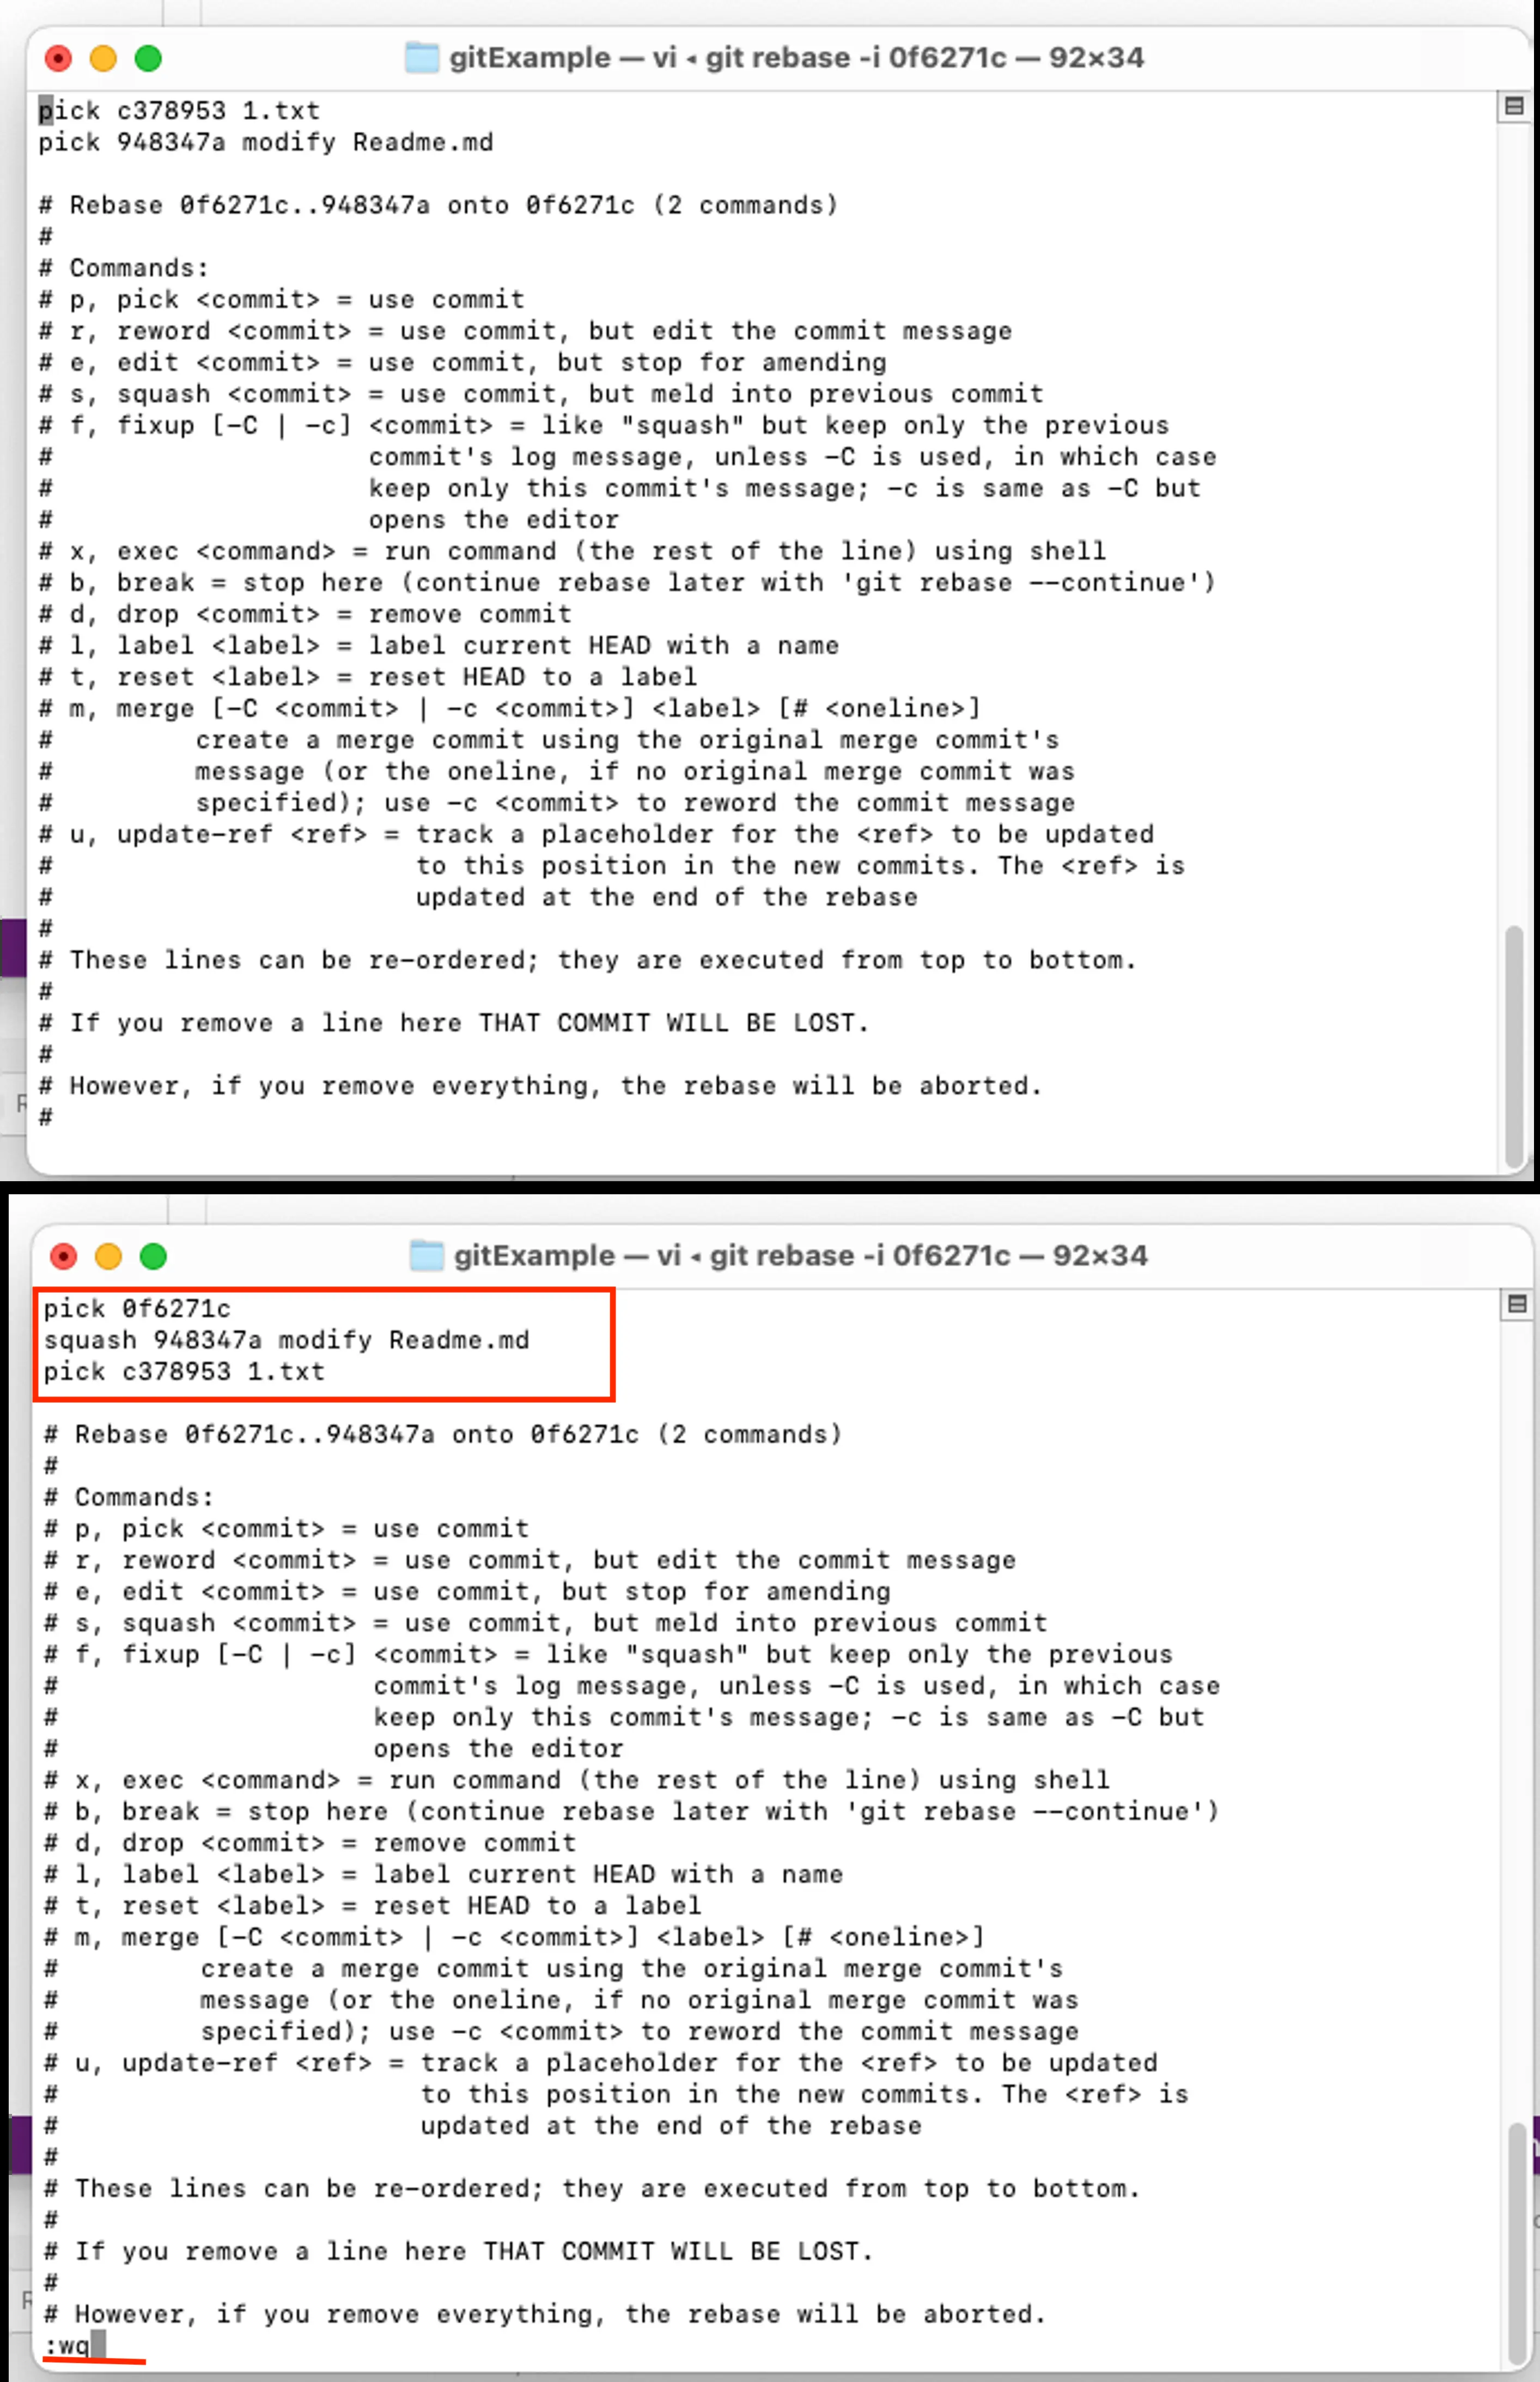 gitExample — vi ◂ git rebase -i 0f6271c — 92×34
pick c378953 1.txt
pick 948347a modify Readme.md
# Rebase 0f6271c..948347a onto 0f6271c (2 commands)
#
# Commands:
# p, pick <commit> = use commit
# r, reword <commit> = use commit, but edit the commit message
# e, edit <commit> = use commit, but stop for amending
# s, squash <commit> = use commit, but meld into previous commit
# f, fixup [-C | -c] <commit> = like "squash" but keep only the previous
#                    commit's log message, unless -C is used, in which case
#                    keep only this commit's message; -c is same as -C but
#                    opens the editor
# x, exec <command> = run command (the rest of the line) using shell
# b, break = stop here (continue rebase later with 'git rebase --continue')
# d, drop <commit> = remove commit
# l, label <label> = label current HEAD with a name
# t, reset <label> = reset HEAD to a label
# m, merge [-C <commit> | -c <commit>] <label> [# <oneline>]
#         create a merge commit using the original merge commit's
#         message (or the oneline, if no original merge commit was
#         specified); use -c <commit> to reword the commit message
# u, update-ref <ref> = track a placeholder for the <ref> to be updated
#                       to this position in the new commits. The <ref> is
#                       updated at the end of the rebase
#
# These lines can be re-ordered; they are executed from top to bottom.
#
# If you remove a line here THAT COMMIT WILL BE LOST.
#
# However, if you remove everything, the rebase will be aborted.
#
gitExample — vi ◂ git rebase -i 0f6271c — 92×34
pick 0f6271c
squash 948347a modify Readme.md
pick c378953 1.txt
# Rebase 0f6271c..948347a onto 0f6271c (2 commands)
#
# Commands:
# p, pick <commit> = use commit
# r, reword <commit> = use commit, but edit the commit message
# e, edit <commit> = use commit, but stop for amending
# s, squash <commit> = use commit, but meld into previous commit
# f, fixup [-C | -c] <commit> = like "squash" but keep only the previous
#                    commit's log message, unless -C is used, in which case
#                    keep only this commit's message; -c is same as -C but
#                    opens the editor
# x, exec <command> = run command (the rest of the line) using shell
# b, break = stop here (continue rebase later with 'git rebase --continue')
# d, drop <commit> = remove commit
# l, label <label> = label current HEAD with a name
# t, reset <label> = reset HEAD to a label
# m, merge [-C <commit> | -c <commit>] <label> [# <oneline>]
#         create a merge commit using the original merge commit's
#         message (or the oneline, if no original merge commit was
#         specified); use -c <commit> to reword the commit message
# u, update-ref <ref> = track a placeholder for the <ref> to be updated
#                       to this position in the new commits. The <ref> is
#                       updated at the end of the rebase
#
# These lines can be re-ordered; they are executed from top to bottom.
#
# If you remove a line here THAT COMMIT WILL BE LOST.
#
# However, if you remove everything, the rebase will be aborted.
:wq